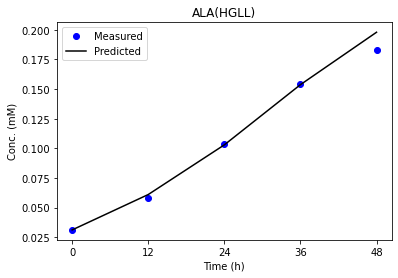 ALA(HGLL)
Measured
Predicted
0.200
0.175
0.150
0.125
0.100
0.075
0.050
0.025
Conc. (mM)
0 12 24 36 48
Time (h)